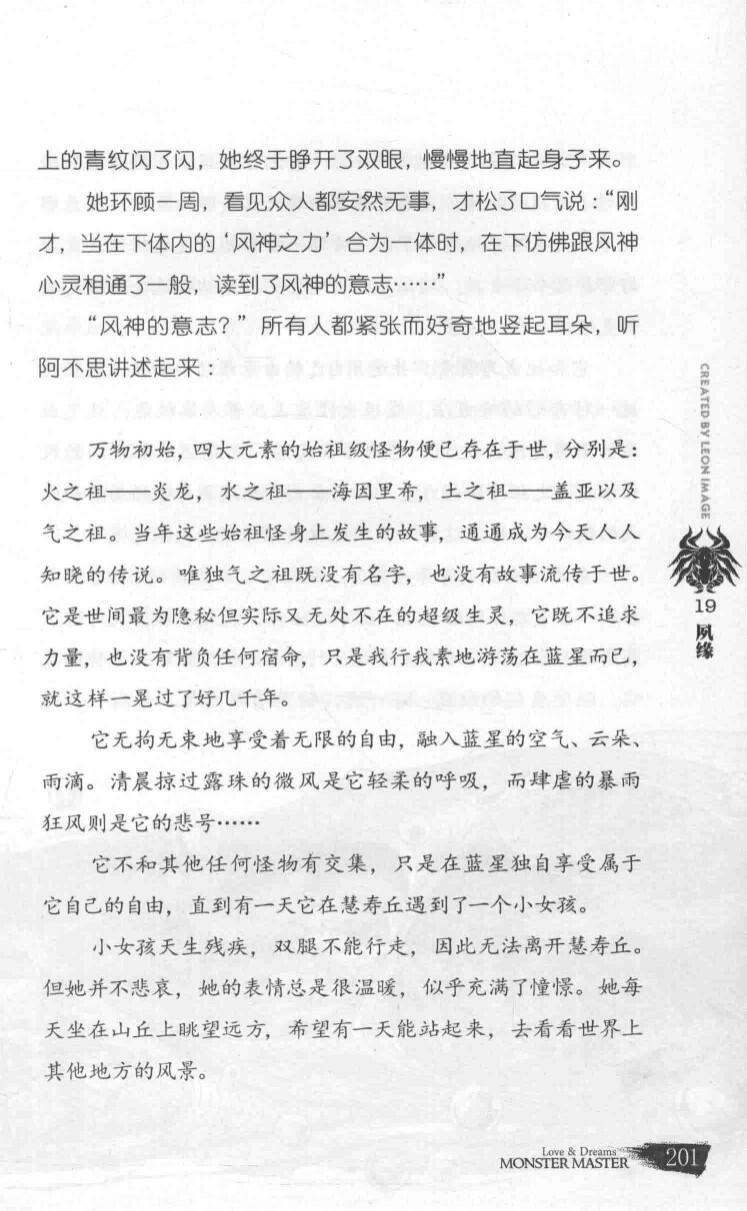 上的青纹闪了闪，她终于睁开了双眼，慢慢地直起身子来。
她环顾一周，看见众人都安然无事，才松了口气说：“刚
才，当在下体内的‘风神之力’合为一体时，在下仿佛跟风神
心灵相通了一般，读到了风神的意志……”
“风神的意志？”所有人都紧张而好奇地竖起耳朵，听
阿不思讲述起来：
万物初始，四大元素的始祖级怪物便已存在于世，分别是：
火之祖——炎龙，水之祖——海因里希，土之祖——盖亚以及
气之祖。当年这些始祖怪身上发生的故事，通通成为今天人人
知晓的传说。唯独气之祖既没有名字，也没有故事流传于世。
它是世间最为隐秘但实际又无处不在的超级生灵，它既不追求
力量，也没有背负任何宿命，只是我行我素地游荡在蓝星而已，
就这样一晃过了好几千年。
它无拘无束地享受着无限的自由，融入蓝星的空气、云朵、
雨滴。清晨掠过露珠的微风是它轻柔的呼吸，而肆虐的暴雨
狂风则是它的悲号……
它不和其他任何怪物有交集，只是在蓝星独自享受属于
它自己的自由，直到有一天它在慧寿丘遇到了一个小女孩。
小女孩天生残疾，双腿不能行走，因此无法离开慧寿丘。
但她并不悲哀，她的表情总是很温暖，似乎充满了憧憬。她每
天坐在山丘上眺望远方，希望有一天能站起来，去看看世界上
其他地方的风景。
CREATED BY LEON IMAGE
19
夙缘
Love & Dreams
MONSTER MASTER
201